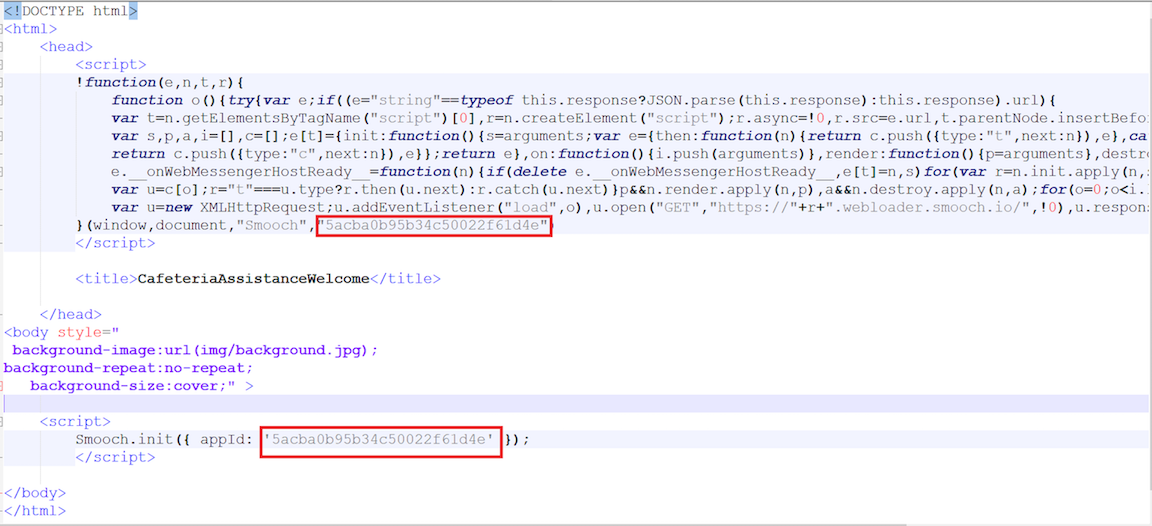 <!DOCTYPE html>
<html>
<head>
<script>
!function(e,n,t,r){
function o(){try{var e;if((e="string"==typeof this.response?JSON.parse(this.response):this.response).url){
var t=n.getElementsByTagName("script")[0],r=n.createElement("script");r.async=!0,r.src=e.url,t.parentNode.insertBefo
var s,p,a,i=[],c=[];e[t]={init:function(){s=arguments;var e={then:function(n){return c.push({type:"t",next:n}),e},ca
return c.push({type:"c",next:n}),e}};return e},on:function(){i.push(arguments)},render:function(){p=arguments},destr
e.__onWebMessengerHostReady__=function(n){if(delete e.__onWebMessengerHostReady__,e[t]=n,s)for(var r=n.init.apply(n,s
var u=c[o];r="t"===u.type?r.then(u.next):r.catch(u.next)}p&&n.render.apply(n,p),a&&n.destroy.apply(n,a);for(o=0;o<i.
var u=new XMLHttpRequest;u.addEventListener("load",o),u.open("GET","https://"+r+".webloader.smooch.io/",!0),u.respon
}(window,document,"Smooch","5acba0b95b34c50022f61d4e")
</script>
<title>CafeteriaAssistanceWelcome</title>
</head>
<body style="
background-image:url(img/background.jpg);
background-repeat:no-repeat;
background-size:cover;" >
<script>
Smooch.init({ appId: '5acba0b95b34c50022f61d4e' });
</script>
</body>
</html>